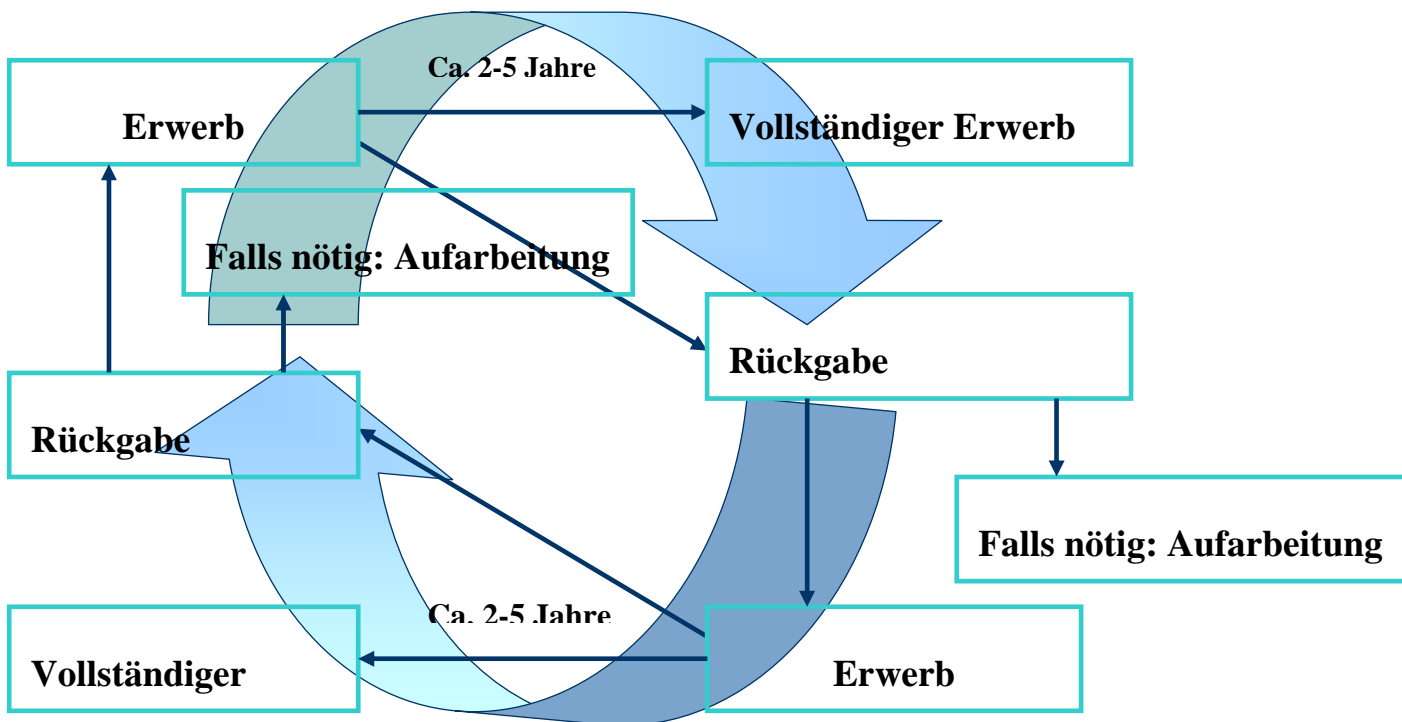 Ca. 2-5 Jahre
Erwerb
Vollständiger Erwerb
Falls nötig: Aufarbeitung
Rückgabe
Rückgabe
Falls nötig: Aufarbeitung
Ca. 2-5 Jahre
Vollständiger
Erwerb